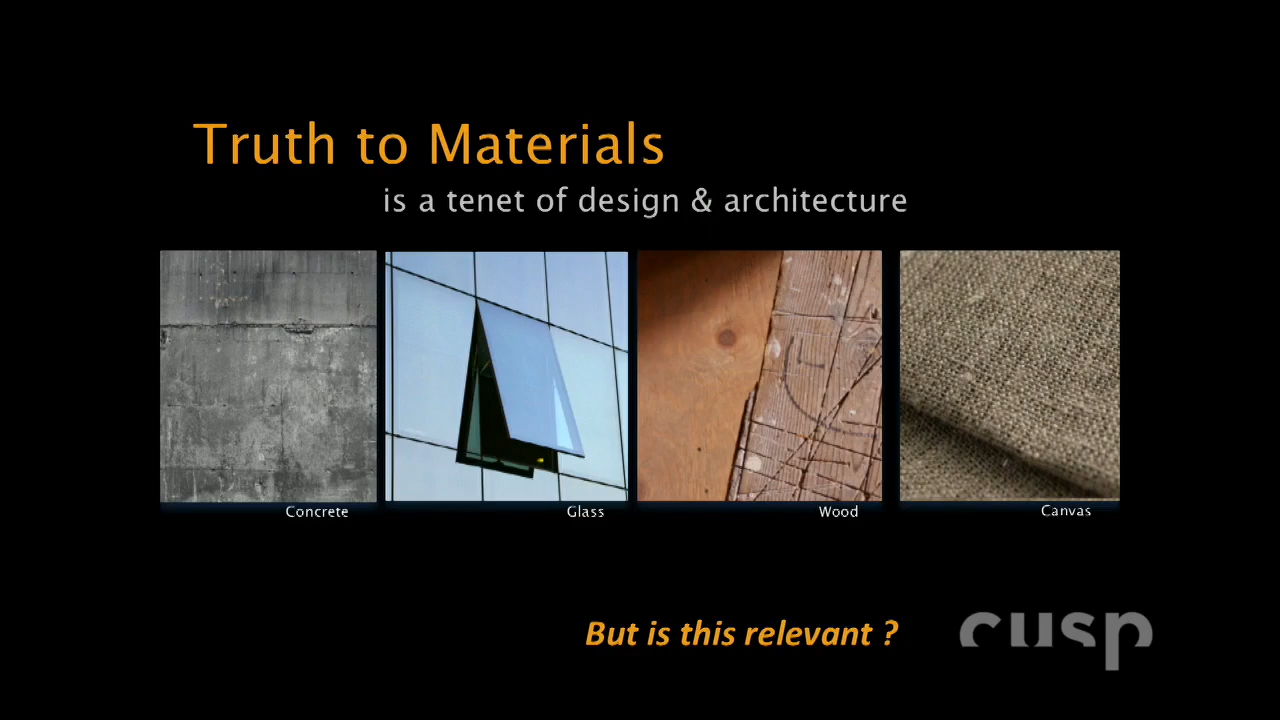 Truth to Materials
is a tenet of design & architecture
Concrete
Glass
Wood
Canvas
But is this relevant ?
cusp